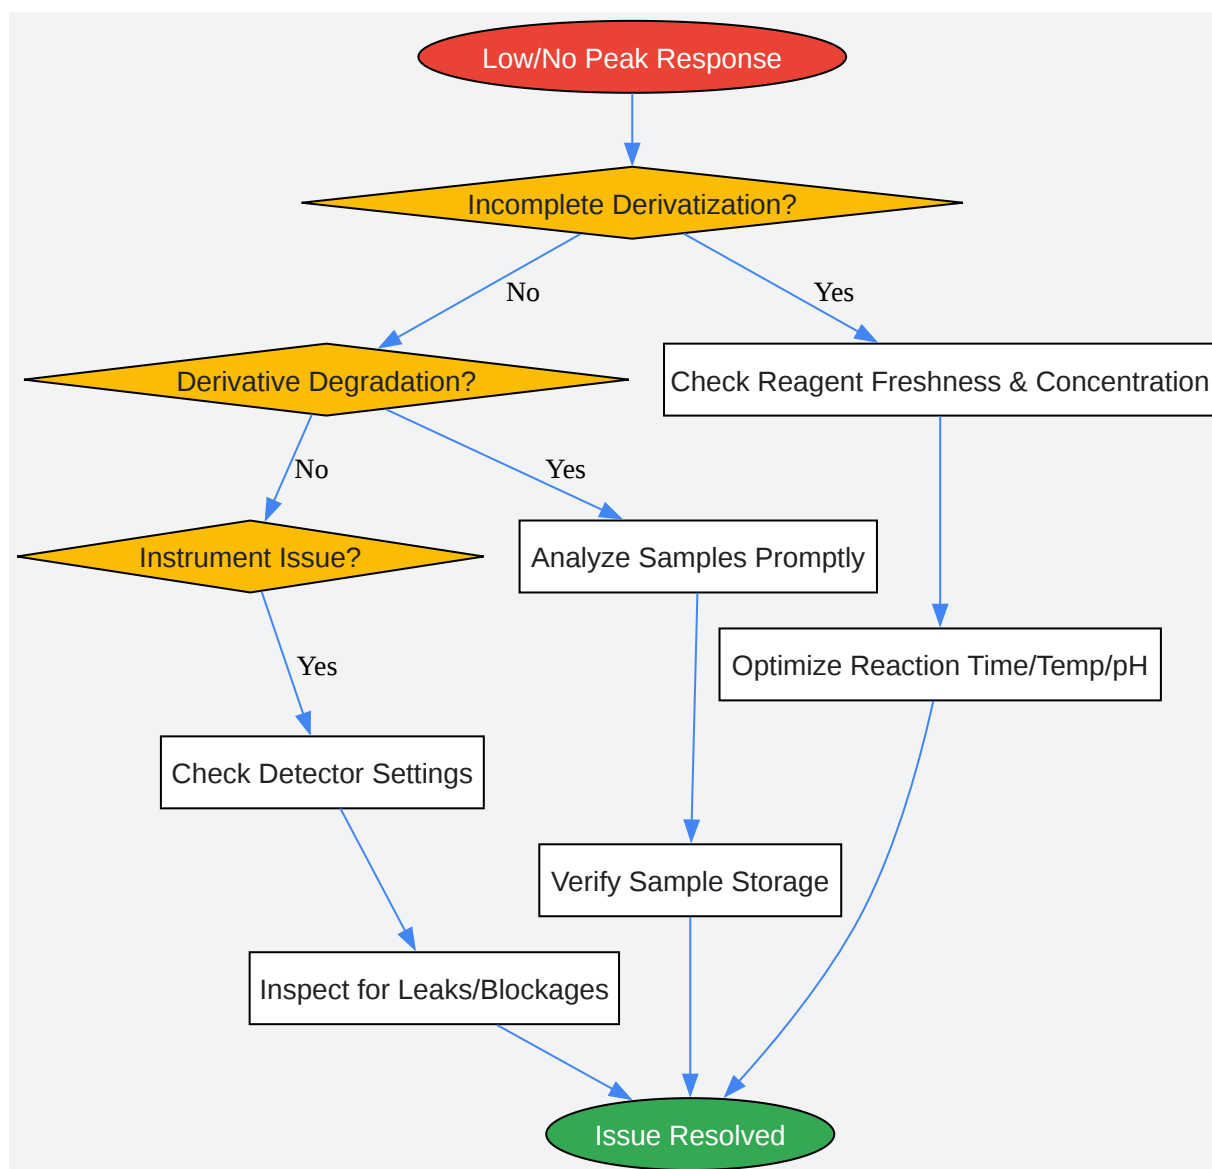 Low/No Peak Response
Incomplete Derivatization?
No
Yes
Derivative Degradation?
Check Reagent Freshness & Concentration
No
Yes
Instrument Issue?
Analyze Samples Promptly
Yes
Optimize Reaction Time/Temp/pH
Check Detector Settings
Verify Sample Storage
Inspect for Leaks/Blockages
Issue Resolved